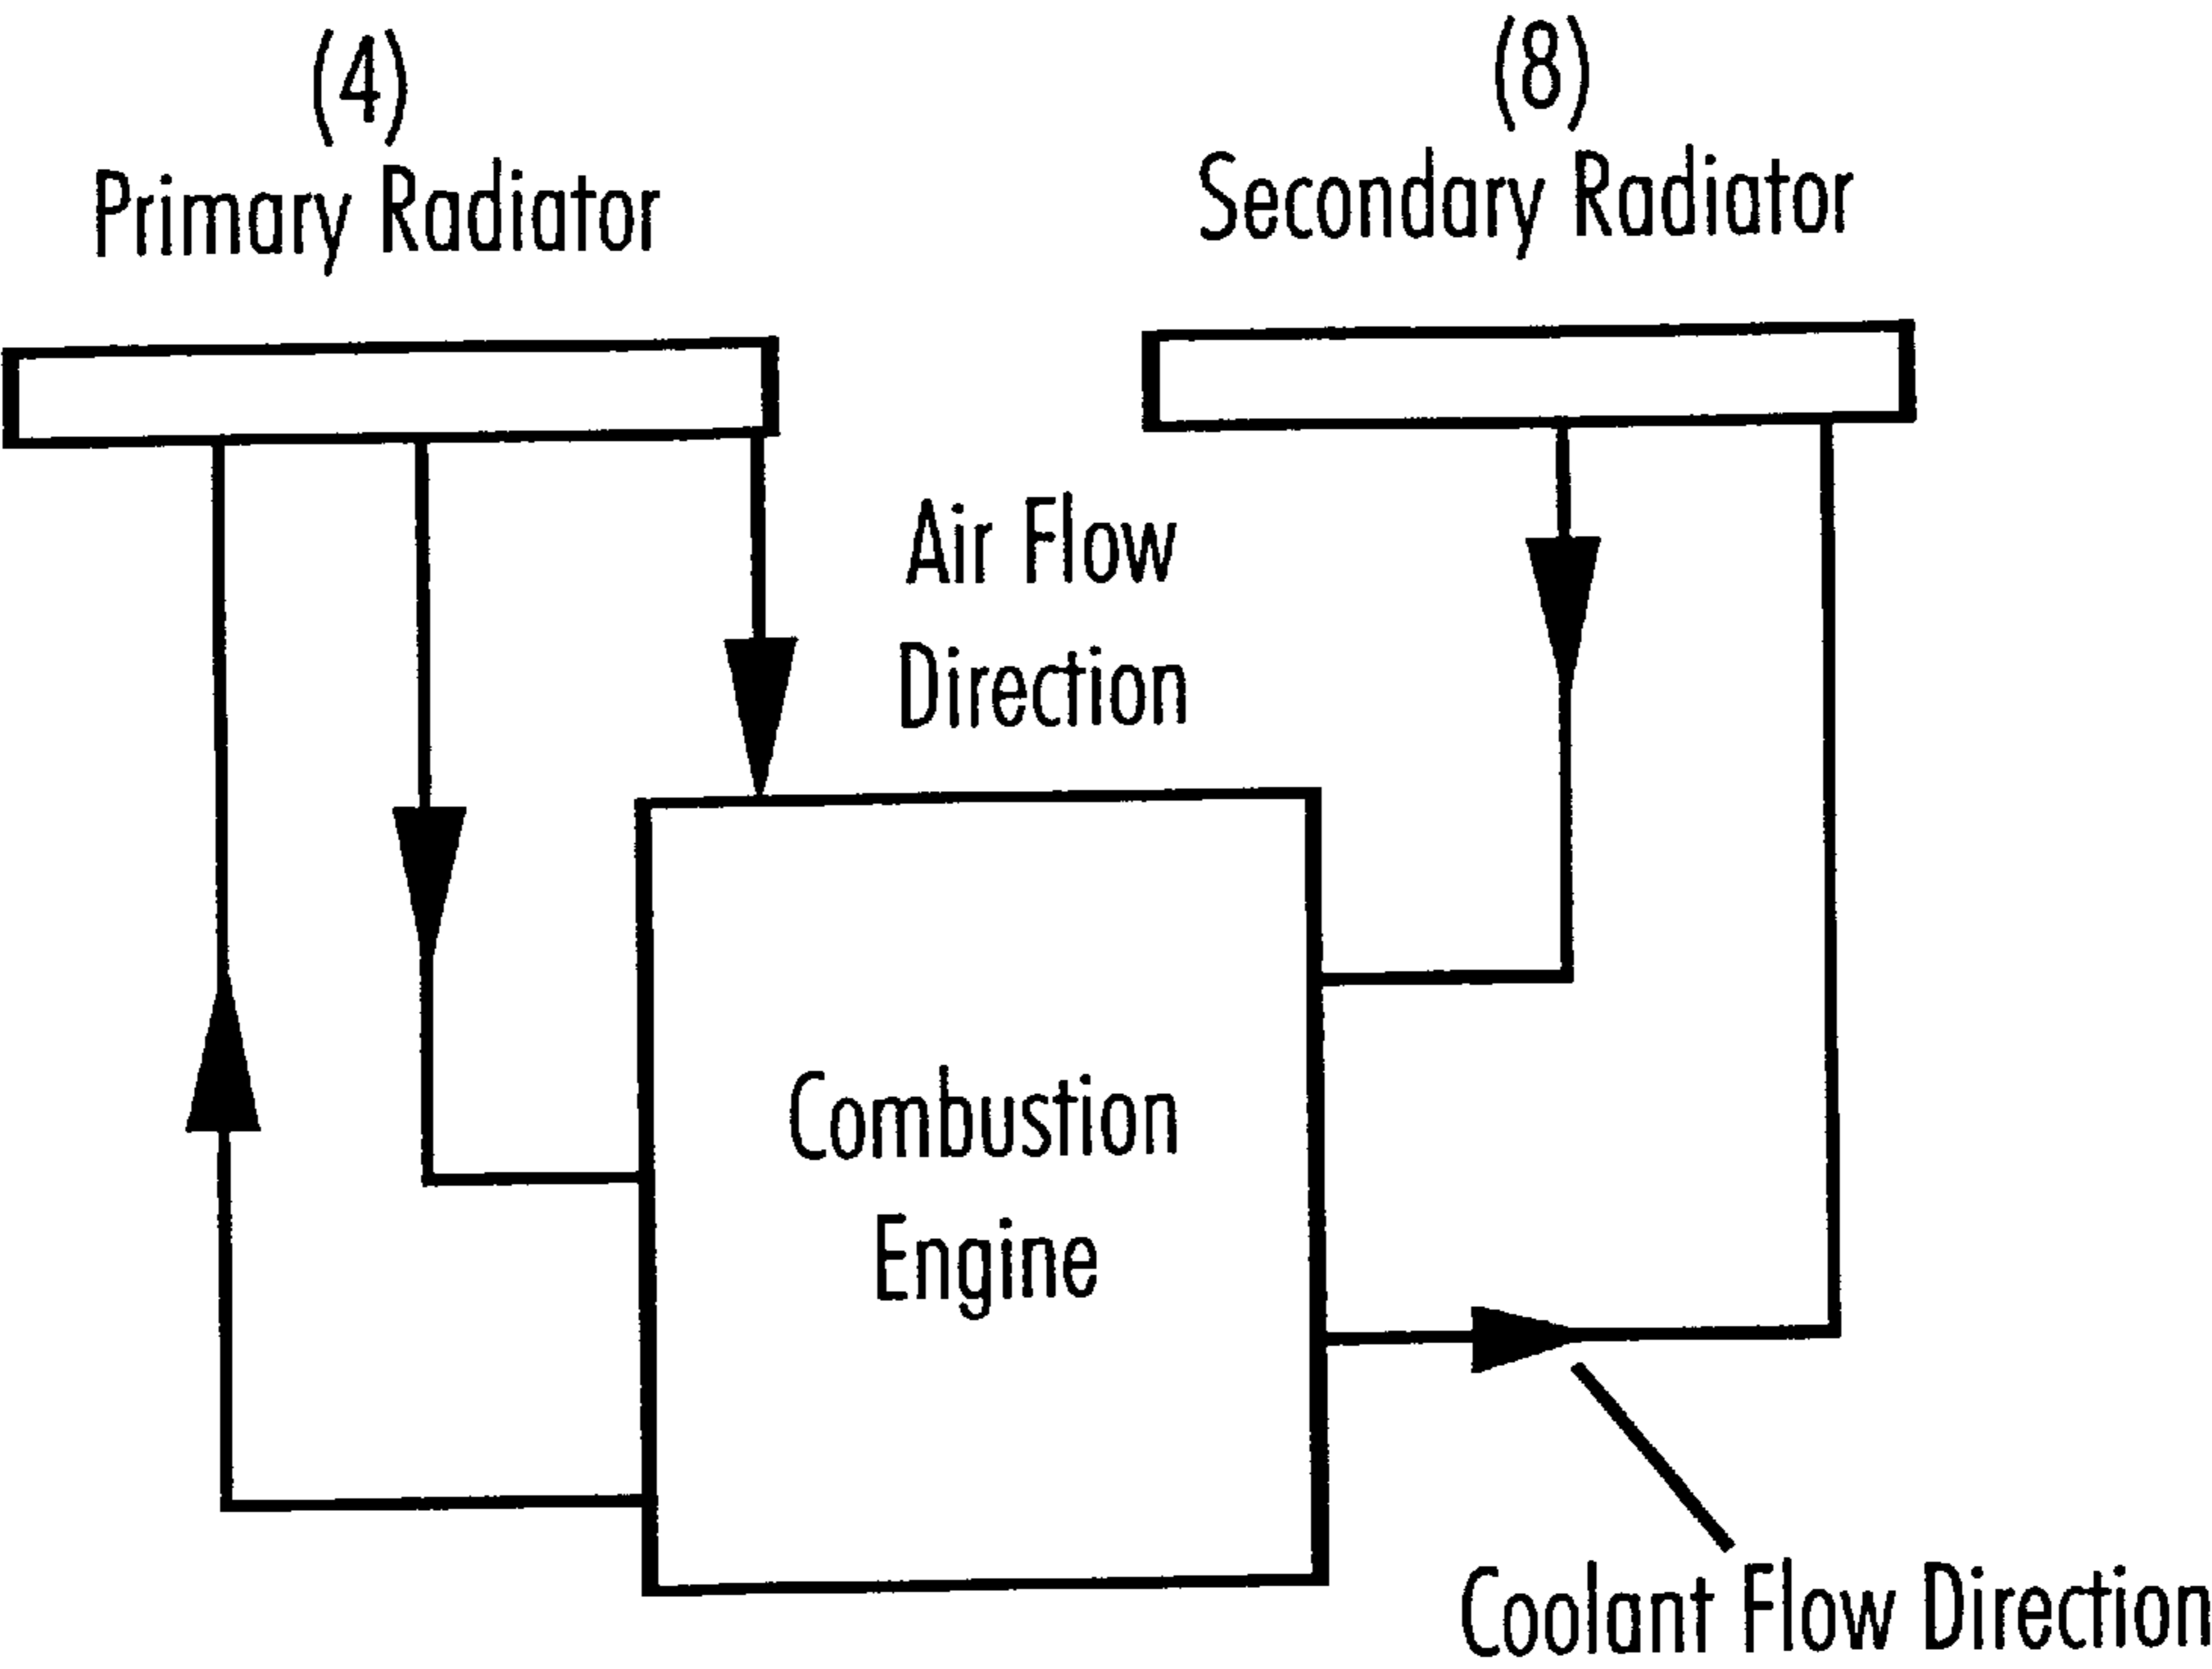 (4)
Primary Radiator
(8)
Secondary Radiator
Air Flow
Direction
Combustion
Engine
Coolant Flow Direction